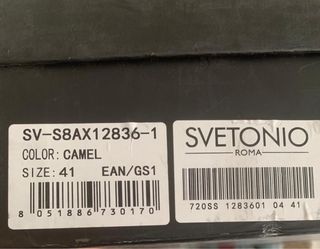 SV-S8AX12836-1
COLOR: CAMEL
SIZE: 41 EAN/GS1
8 051886 730170
SVETONIO
ROMA
720SS 1283601 04 41